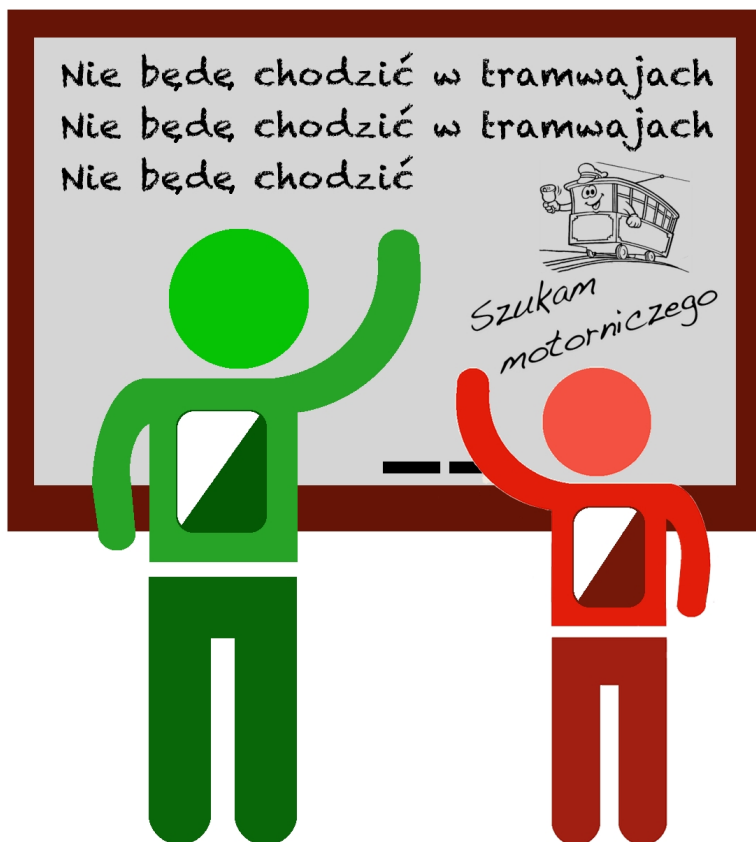 Nie będę chodzić w tramwajach
Nie będę chodzić w tramwajach
Nie będę chodzić
Szukam
motorniczego